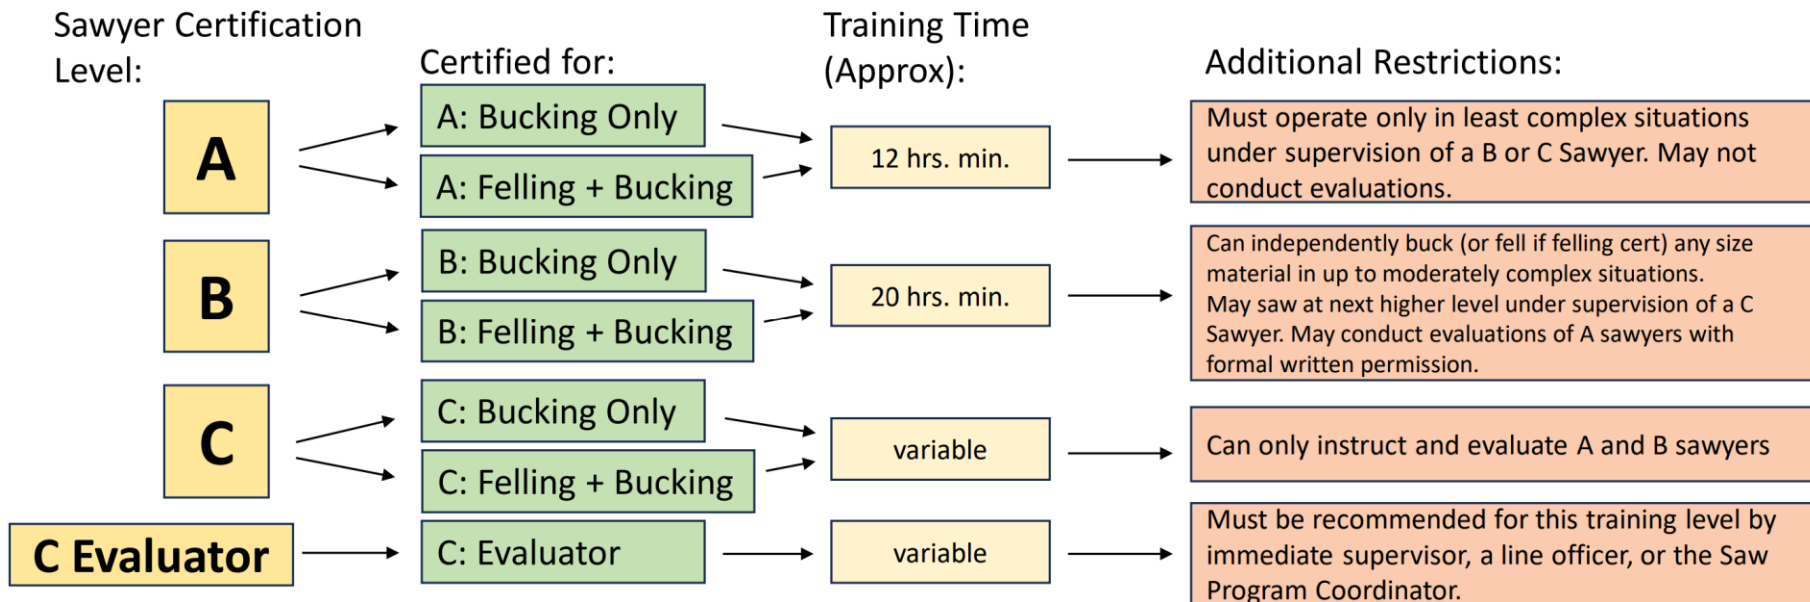 Sawyer Certification
Level:
Certified for:
Training Time
(Approx):
Additional Restrictions:
A
A: Bucking Only
A: Felling + Bucking
12 hrs. min.
Must operate only in least complex situations
under supervision of a B or C Sawyer. May not
conduct evaluations.
B
B: Bucking Only
B: Felling + Bucking
20 hrs. min.
Can independently buck (or fell if felling cert) any size
material in up to moderately complex situations.
May saw at next higher level under supervision of a C
Sawyer. May conduct evaluations of A sawyers with
formal written permission.
C
C: Bucking Only
C: Felling + Bucking
variable
Can only instruct and evaluate A and B sawyers
C Evaluator
C: Evaluator
variable
Must be recommended for this training level by
immediate supervisor, a line officer, or the Saw
Program Coordinator.